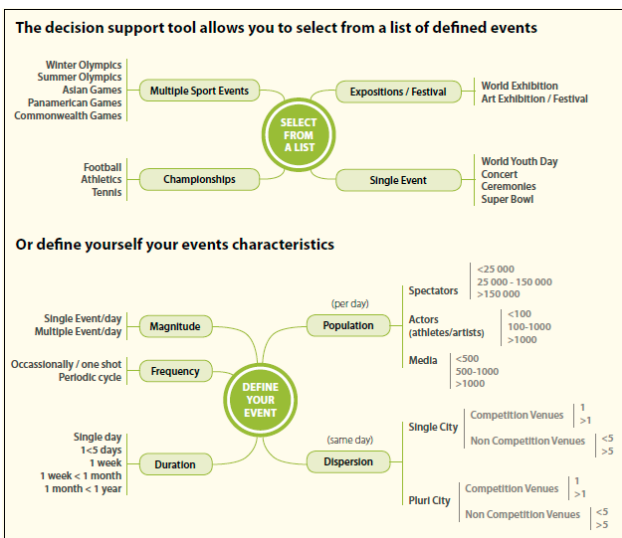 The decision support tool allows you to select from a list of defined events
Winter Olympics
Summer Olympics
Asian Games
Panamerican Games
Commonwealth Games
Multiple Sport Events
Football
Athletics
Tennis
Championships
SELECT
FROM
A LIST
Expositions / Festival
World Exhibition
Art Exhibition / Festival
Single Event
World Youth Day
Concert
Ceremonies
Super Bowl
Or define yourself your events characteristics
Single Event/day
Multiple Event/day
Magnitude
Occassionally / one shot
Periodic cycle
Frequency
Single day
1<5 days
1 week
1 week < 1 month
1 month < 1 year
Duration
DEFINE
YOUR
EVENT
(per day)
Population
Spectators
<25 000
25 000 - 150 000
>150 000
Actors
(athletes/artists)
<100
100-1000
>1000
Media
<500
500-1000
>1000
(same day)
Dispersion
Single City
Competition Venues
1
>1
Non Competition Venues
<5
>5
Pluri City
Competition Venues
1
>1
Non Competition Venues
<5
>5